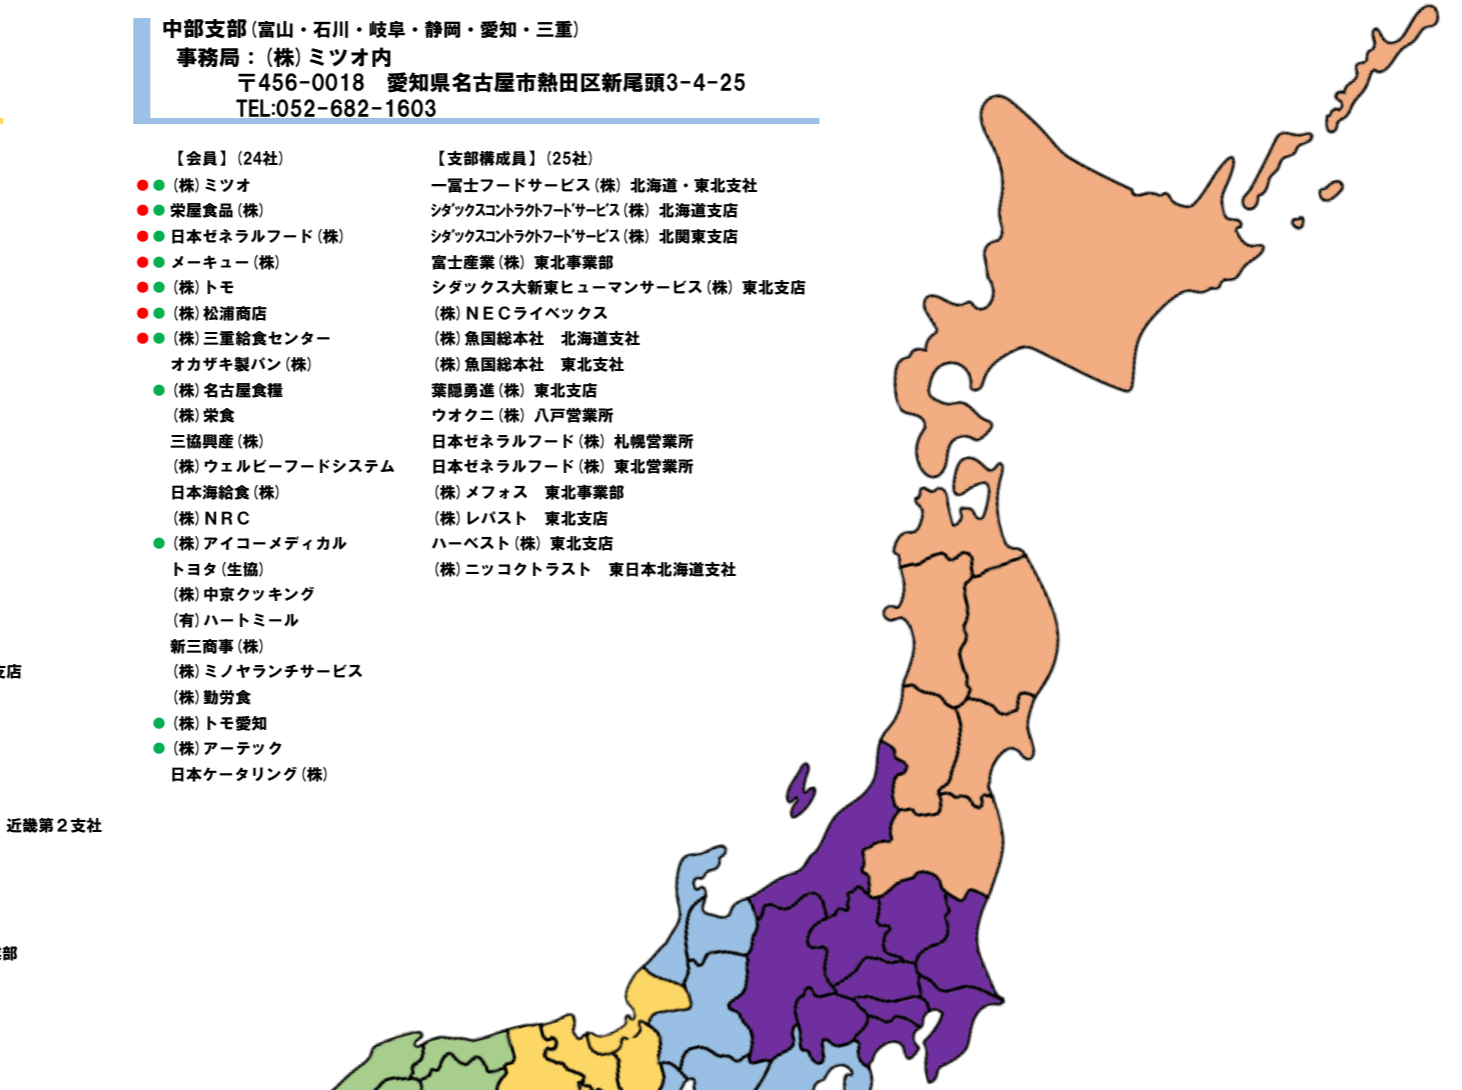 中部支部(富山・石川・岐阜・静岡・愛知・三重)
事務局：(株)ミツオ内
〒456-0018　愛知県名古屋市熱田区新尾頭3-4-25
TEL:052-682-1603
【会員】(24社)
(株)ミツオ
栄屋食品(株)
日本ゼネラルフード(株)
メーキュー(株)
(株)トモ
(株)松浦商店
(株)三重給食センター
オカザキ製パン(株)
(株)名古屋食糧
(株)栄食
三協興産(株)
(株)ウェルビーフードシステム
日本海給食(株)
(株)ＮＲＣ
(株)アイコーメディカル
トヨタ(生協)
(株)中京クッキング
(有)ハートミール
新三商事(株)
(株)ミノヤランチサービス
(株)勤労食
(株)トモ愛知
(株)アーテック
日本ケータリング(株)
【支部構成員】(25社)
一冨士フードサービス(株) 北海道・東北支社
ｼﾀﾞｯｸｽｺﾝﾄﾗｸﾄﾌｰﾄﾞｻｰﾋﾞｽ(株) 北海道支店
ｼﾀﾞｯｸｽｺﾝﾄﾗｸﾄﾌｰﾄﾞｻｰﾋﾞｽ(株) 北関東支店
富士産業(株) 東北事業部
シダックス大新東ヒューマンサービス(株) 東北支店
(株)ＮＥＣライベックス
(株)魚国総本社　北海道支社
(株)魚国総本社　東北支社
葉隠勇進(株) 東北支店
ウオクニ(株) 八戸営業所
日本ゼネラルフード(株) 札幌営業所
日本ゼネラルフード(株) 東北営業所
(株)メフォス　東北事業部
(株)レパスト　東北支店
ハーベスト(株) 東北支店
(株)ニッコクトラスト　東日本北海道支社
支店
近畿第２支社
部